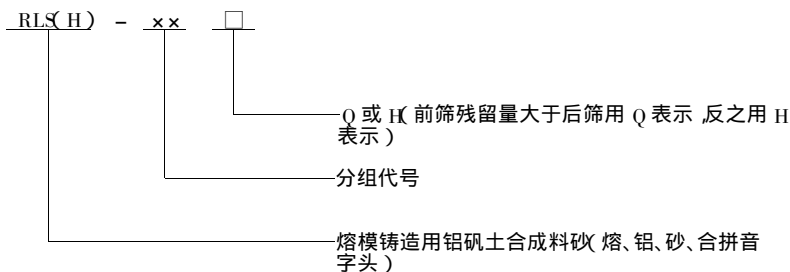 RLS(H) - ×× □
Q 或 H(前筛残留量大于后筛用 Q 表示,反之用 H
表示)
分组代号
熔模铸造用铝矾土合成料砂(熔、铝、砂、合拼音
字头)